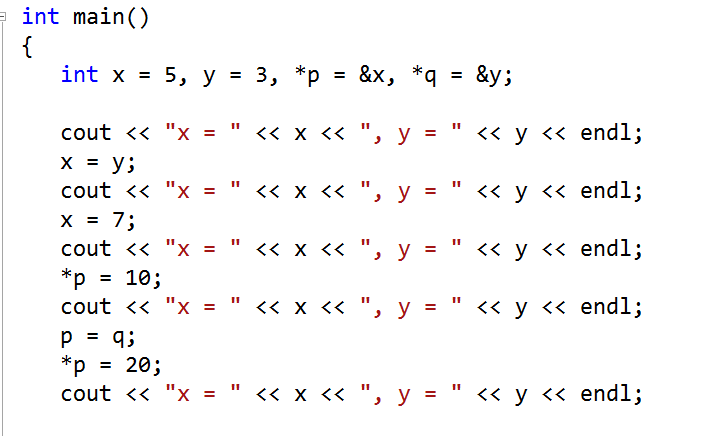 int main()
{
int x = 5, y = 3, *p = &x, *q = &y;
cout << "x = " << x << ", y = " << y << endl;
x = y;
cout << "x = " << x << ", y = " << y << endl;
x = 7;
cout << "x = " << x << ", y = " << y << endl;
*p = 10;
cout << "x = " << x << ", y = " << y << endl;
p = q;
*p = 20;
cout << "x = " << x << ", y = " << y << endl;